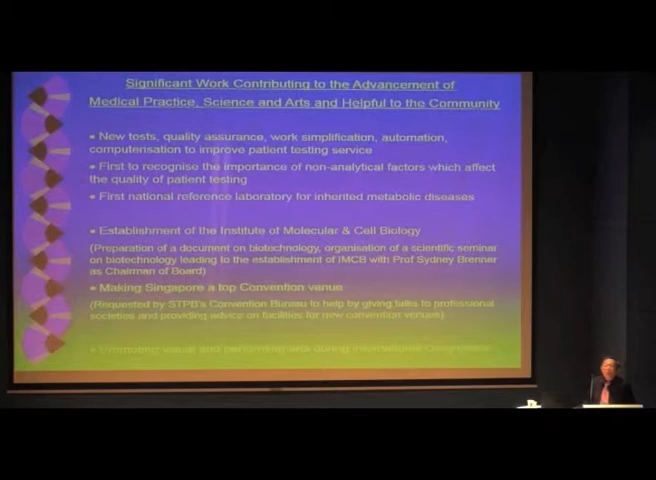 Significant Work Contributing to the Advancement of
Medical Practice, Science and Arts and Helpful to the Community
New tests, quality assurance, work simplification, automation,
computerisation to improve patient testing service
First to recognise the importance of non-analytical factors which affect
the quality of patient testing
First national reference laboratory for inherited metabolic diseases
Establishment of the Institute of Molecular & Cell Biology
(Preparation of a document on biotechnology, organisation of a scientific seminar
on biotechnology leading to the establishment of IMCB with Prof Sydney Brenner
as Chairman of Board)
Making Singapore a top Convention venue
(Requested by STPB's Convention Bureau to help by giving talks to professional
societies and providing advice on facilities for new convention venues)
Promoting visual and performing arts during